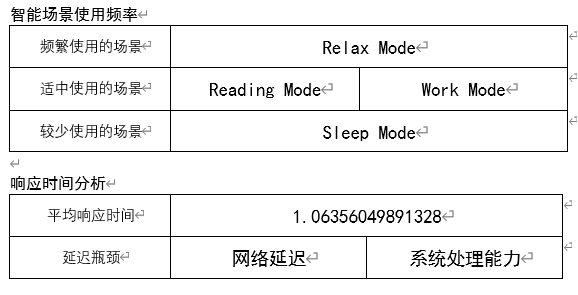 智能场景使用频率
频繁使用的场景 Relax Mode
适中使用的场景 Reading Mode Work Mode
较少使用的场景 Sleep Mode
响应时间分析
平均响应时间 1.06356049891328
延迟瓶颈 网络延迟 系统处理能力